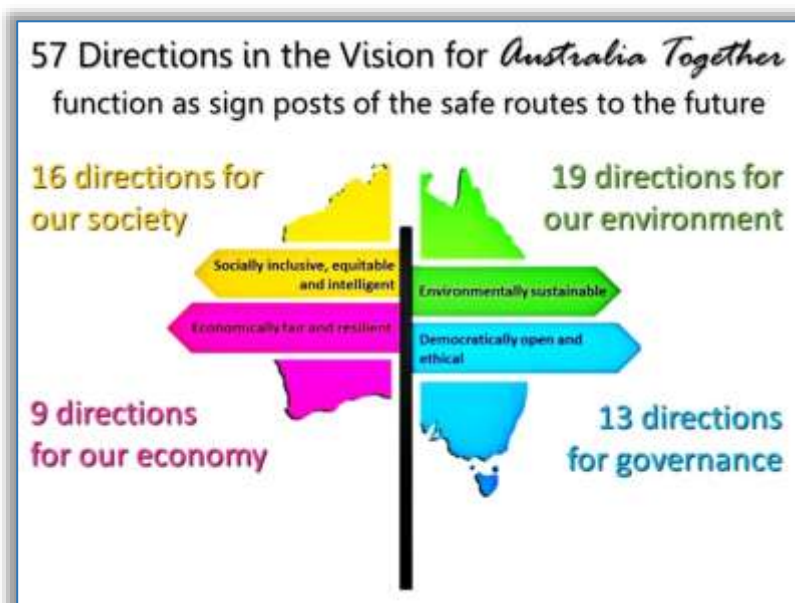 57 Directions in the Vision for Australia Together
function as sign posts of the safe routes to the future
16 directions for
our society
19 directions for
our environment
Socially inclusive, equitable
and intelligent
Environmentally sustainable
Economically fair and resilient
Democratically open and
ethical
9 directions
for our economy
13 directions
for governance